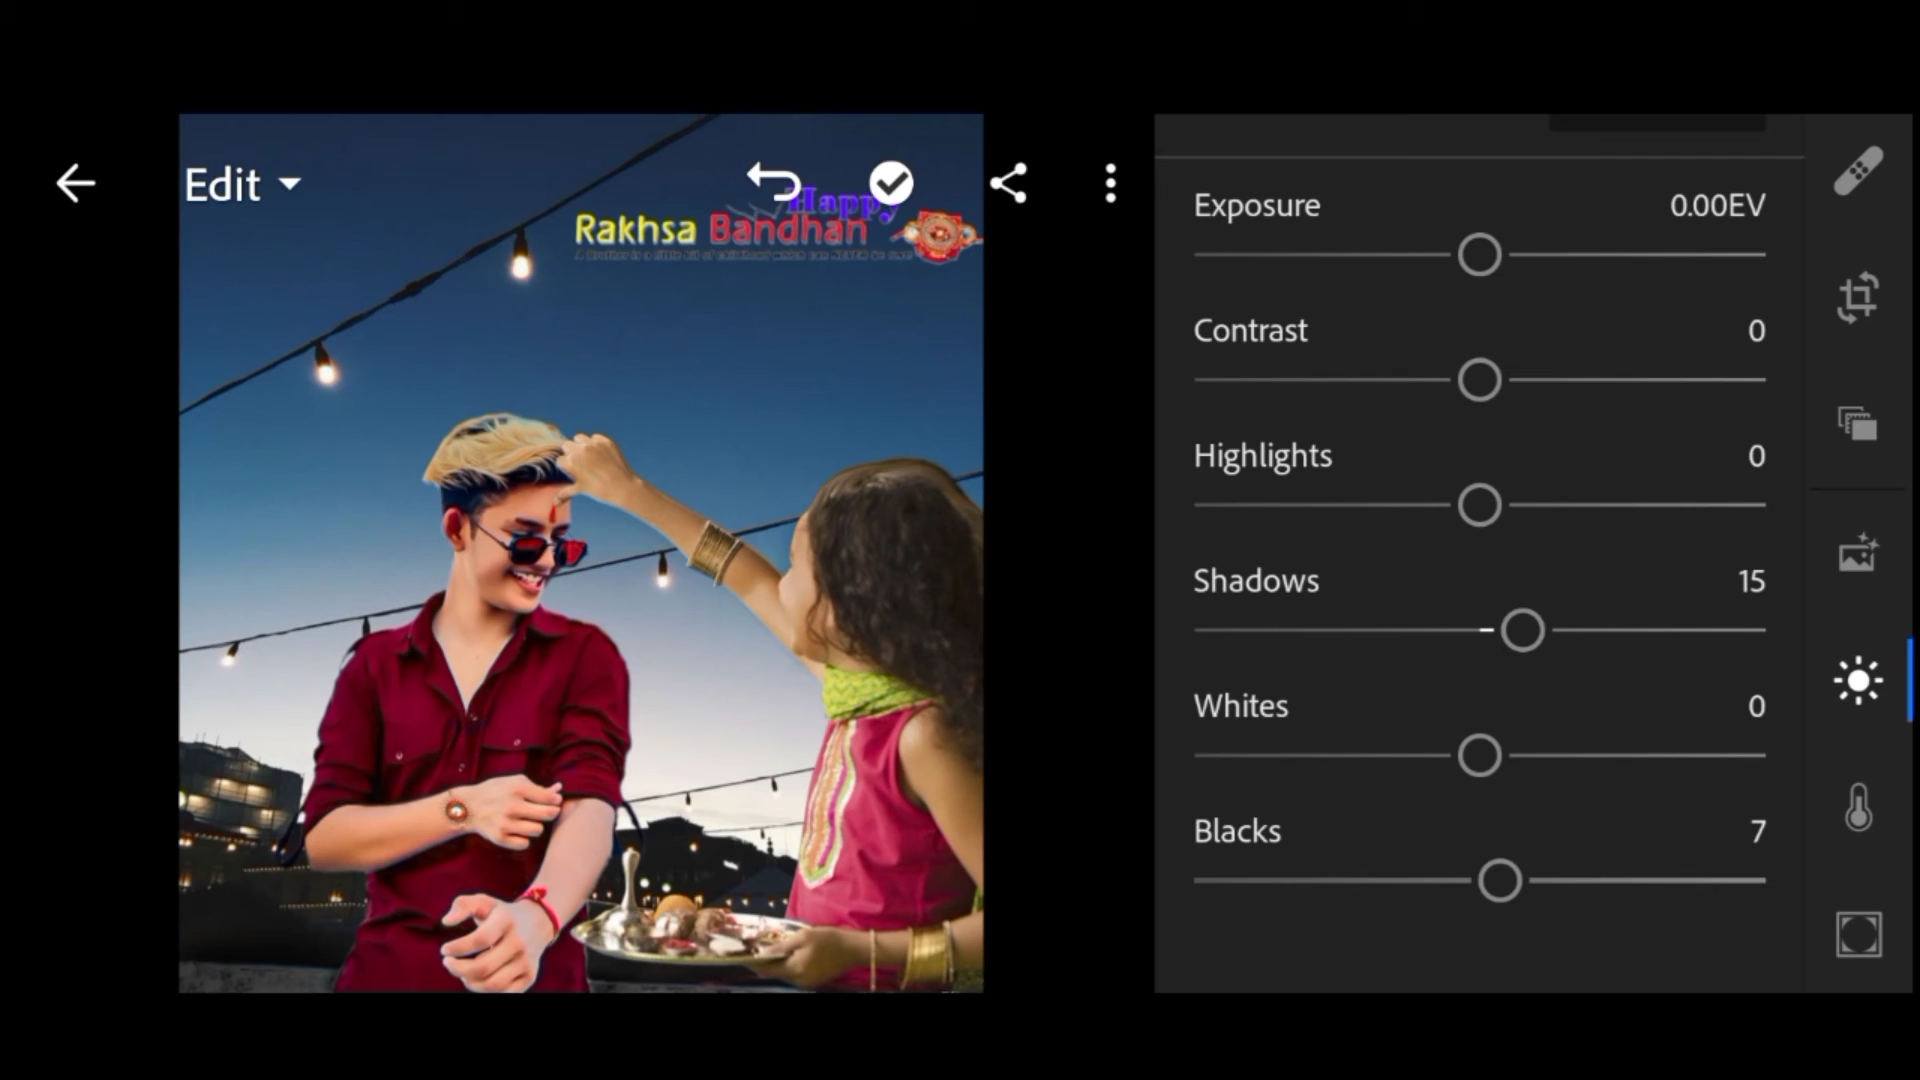 Edit
Happy
Rakhsa Bandhan
Exposure 0.00EV
Contrast 0
Highlights 0
Shadows 15
Whites 0
Blacks 7